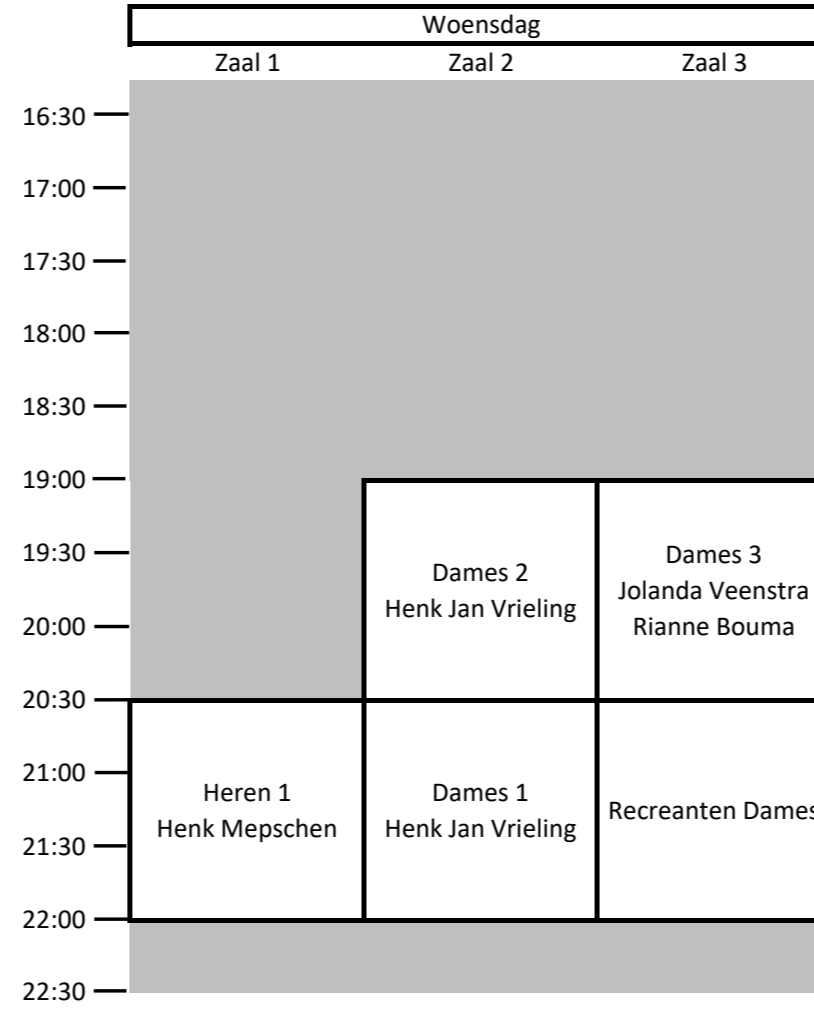 Woensdag
Zaal 1 Zaal 2 Zaal 3
16:30
17:00
17:30
18:00
18:30
19:00
19:30
20:00
20:30
21:00
21:30
22:00
22:30
Dames 2
Henk Jan Vrieling
Dames 3
Jolanda Veenstra
Rianne Bouma
Heren 1
Henk Mepschen
Dames 1
Henk Jan Vrieling
Recreanten Dames